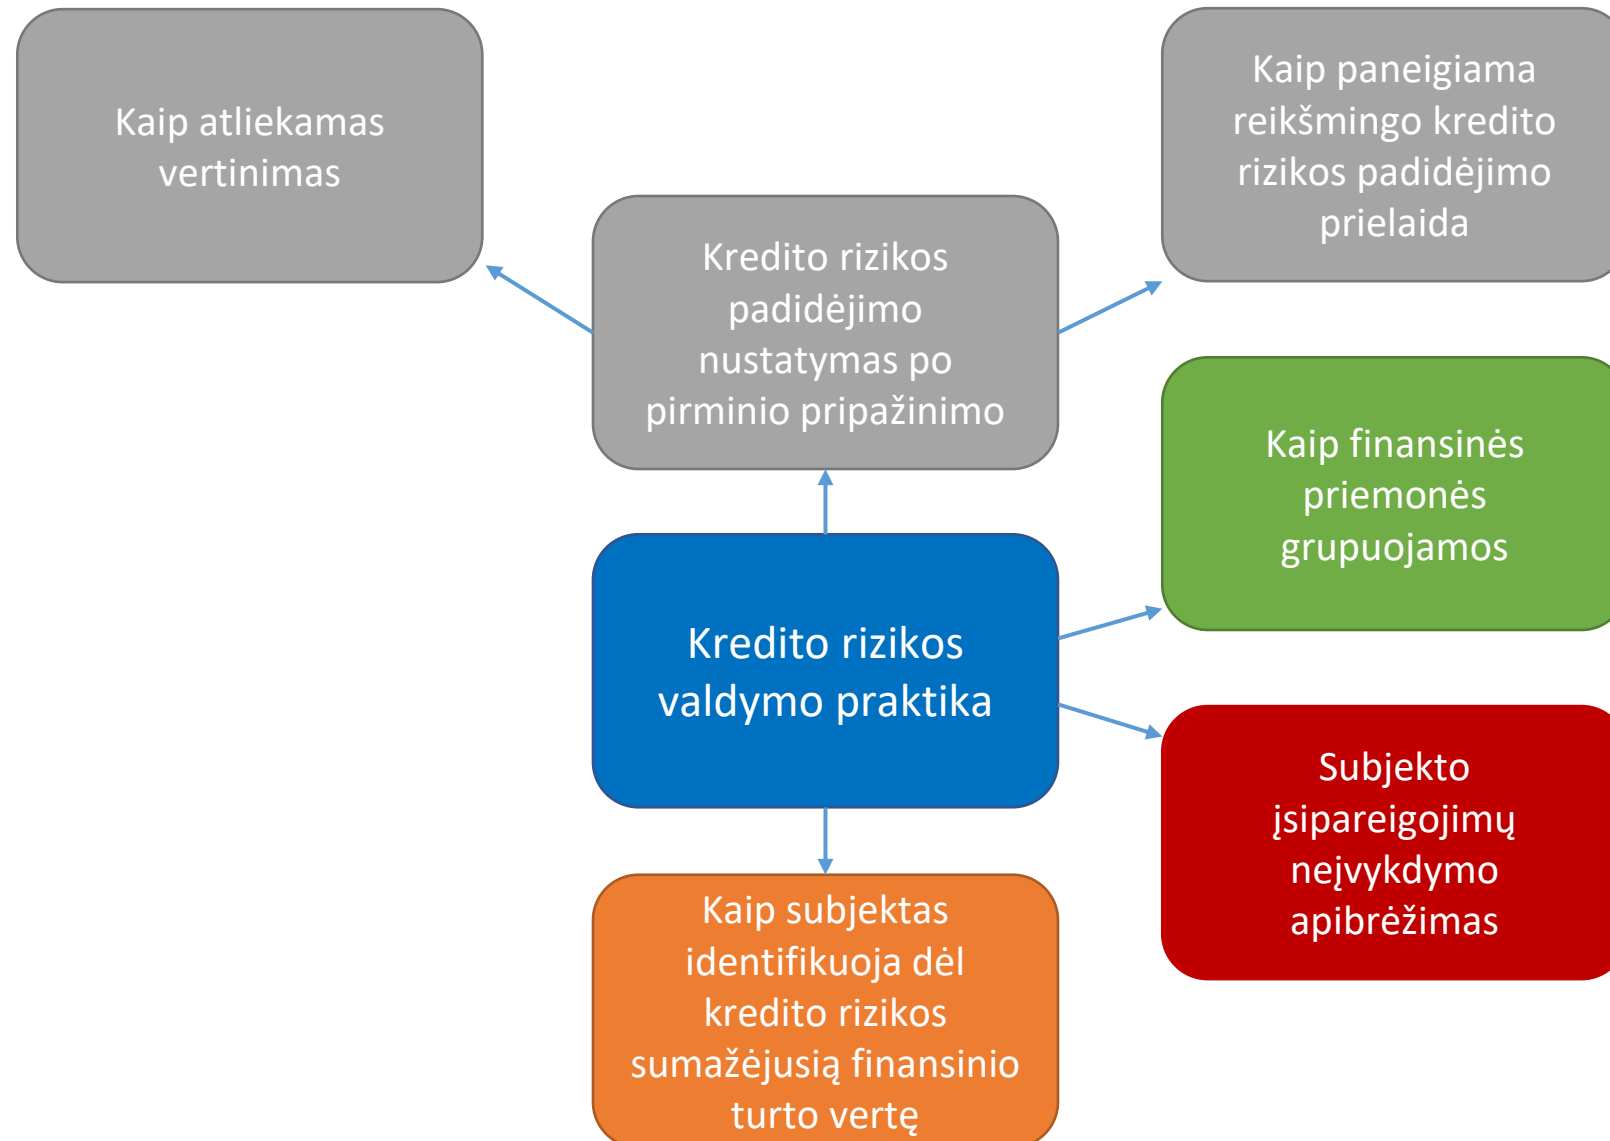 Kaip atliekamas
vertinimas
Kaip paneigiama
reikšmingo kredito
rizikos padidėjimo
prielaida
Kredito rizikos
padidėjimo
nustatymas po
pirminio pripažinimo
Kaip finansinės
priemonės
grupuojamos
Kredito rizikos
valdymo praktika
Subjekto
įsipareigojimų
neįvykdymo
apibrėžimas
Kaip subjektas
identifikuoja dėl
kredito rizikos
sumažėjusią finansinio
turto vertę